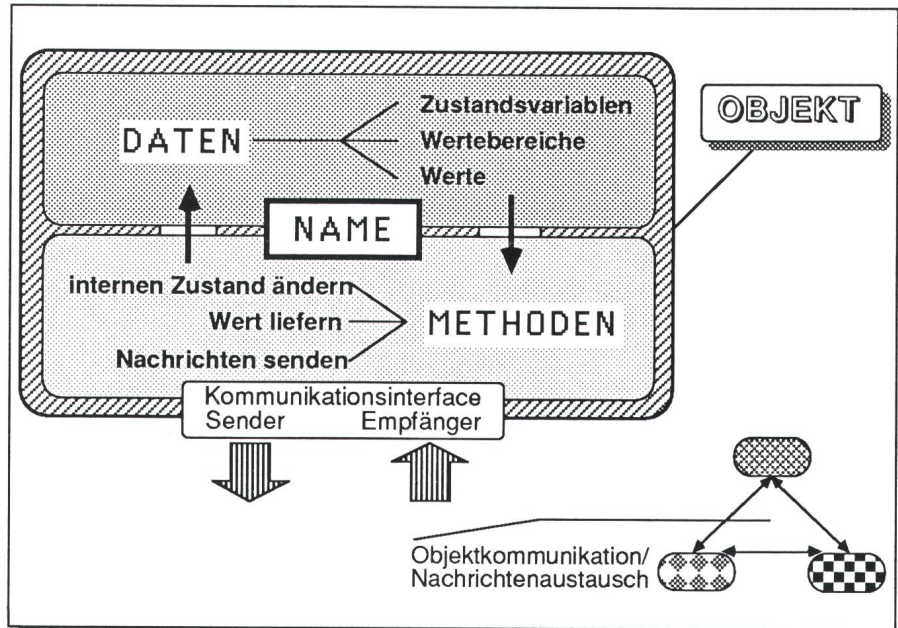 Zustandsvariablen
OBJEKT
DATEN
Wertebereiche
Werte
NAME
internen Zustand ändern
Wert liefern
METHODEN
Nachrichten senden
Kommunikationsinterface
Sender Empfänger
Objektkommunikation/
Nachrichtenaustausch